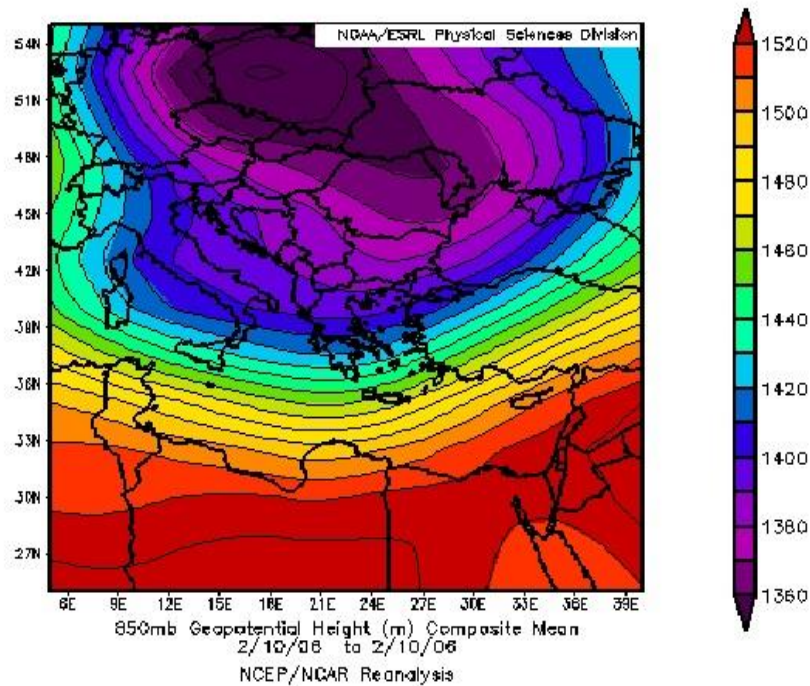 NOAA/ESRL Physical Sciences Division
54N
51N
48N
45N
42N
39N
36N
33N
30N
27N
6E 9E 12E 15E 18E 21E 24E 27E 30E 33E 36E 39E
1520
1500
1480
1460
1440
1420
1400
1380
1360
850mb Geopotential Height (m) Composite Mean
2/10/06 to 2/10/06
NCEP/NCAR Reanalysis